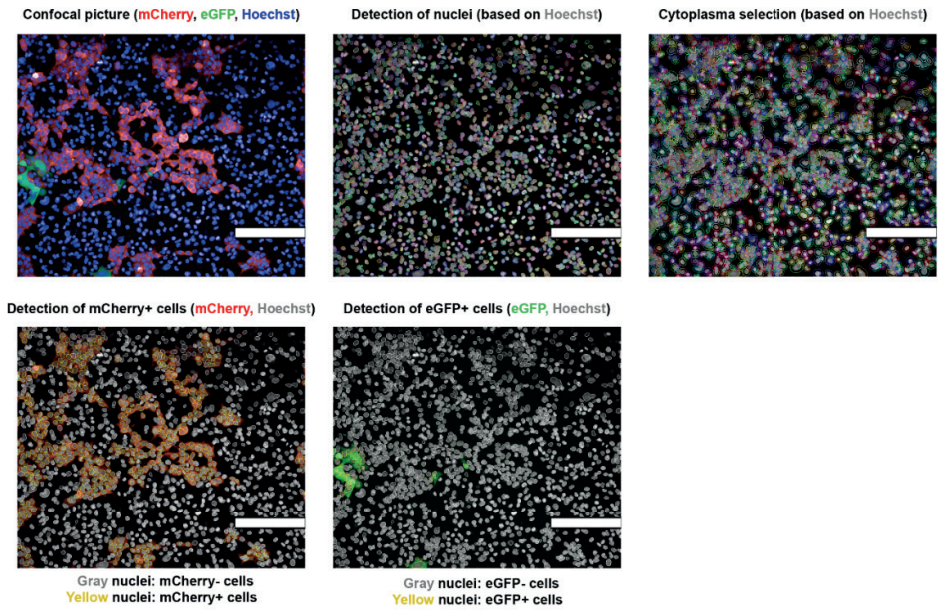 Confocal picture (mCherry, eGFP, Hoechst)
Detection of nuclei (based on Hoechst)
Cytoplasma selection (based on Hoechst)
Detection of mCherry+ cells (mCherry, Hoechst)
Detection of eGFP+ cells (eGFP, Hoechst)
Gray nuclei: mCherry- cells
Yellow nuclei: mCherry+ cells
Gray nuclei: eGFP- cells
Yellow nuclei: eGFP+ cells